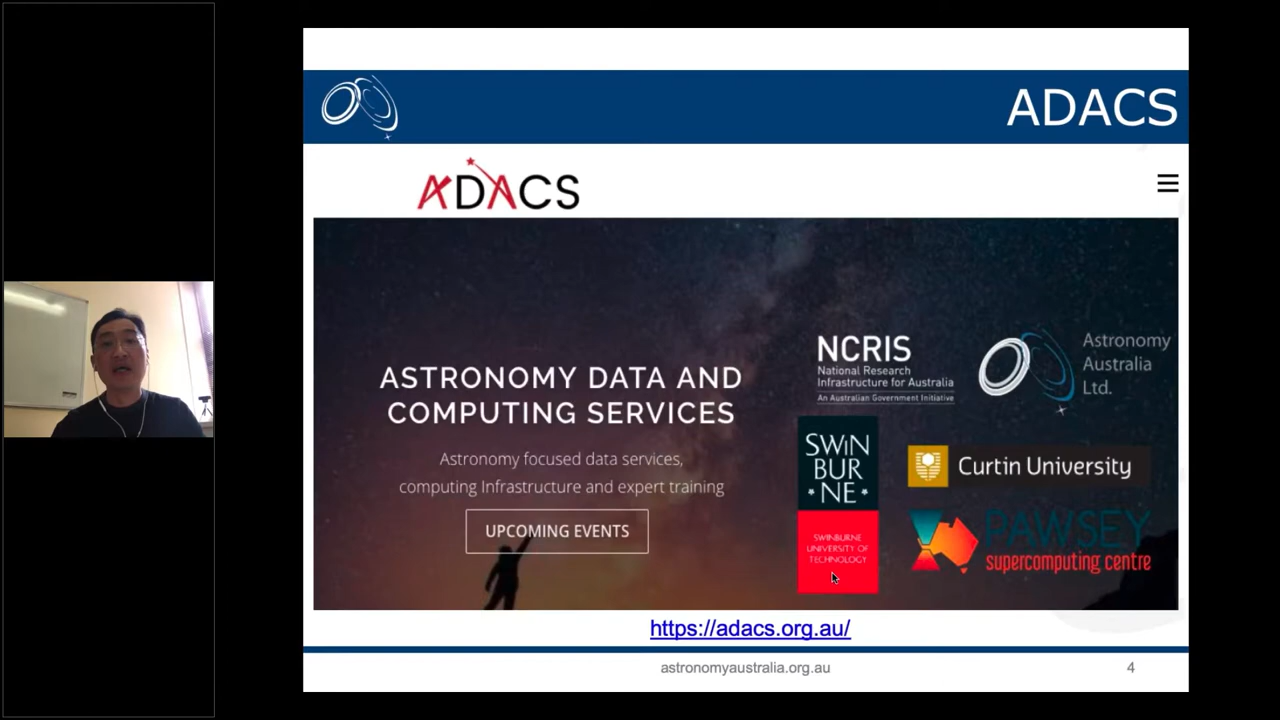 ADACS
ADACS
ASTRONOMY DATA AND
COMPUTING SERVICES
Astronomy focused data services,
computing Infrastructure and expert training
UPCOMING EVENTS
NCRIS
National Research
Infrastructure for Australia
An Australian Government Initiative
Astronomy
Australia
Ltd.
SWIN
BUR
NE
SWINBURNE
UNIVERSITY OF
TECHNOLOGY
Curtin University
PAWSEY
supercomputing centre
https://adacs.org.au/
astronomyaustralia.org.au
4